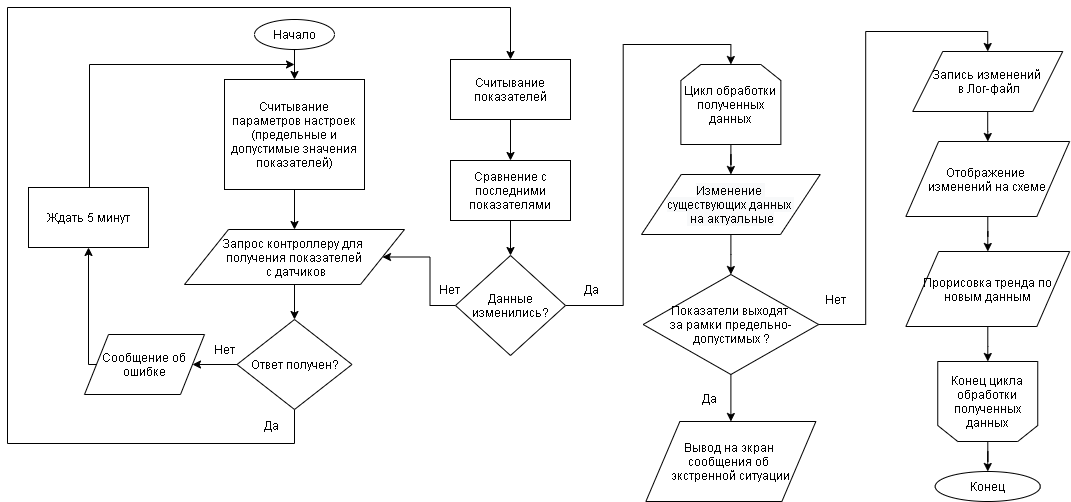 Начало
Считывание
параметров настроек
(предельные и
допустимые значения
показателей)
Ждать 5 минут
Запрос контроллеру для
получения показателей
с датчиков
Ответ получен?
Нет
Сообщение об
ошибке
Да
Считывание
показателей
Сравнение с
последними
показателями
Данные
изменились?
Нет
Да
Цикл обработки
полученных
данных
Изменение
существующих данных
на актуальные
Показатели выходят
за рамки предельно-
допустимых ?
Нет
Да
Вывод на экран
сообщения об
экстренной ситуации
Запись изменений
в Лог-файл
Отображение
изменений на схеме
Прорисовка тренда по
новым данным
Конец цикла
обработки
полученных
данных
Конец